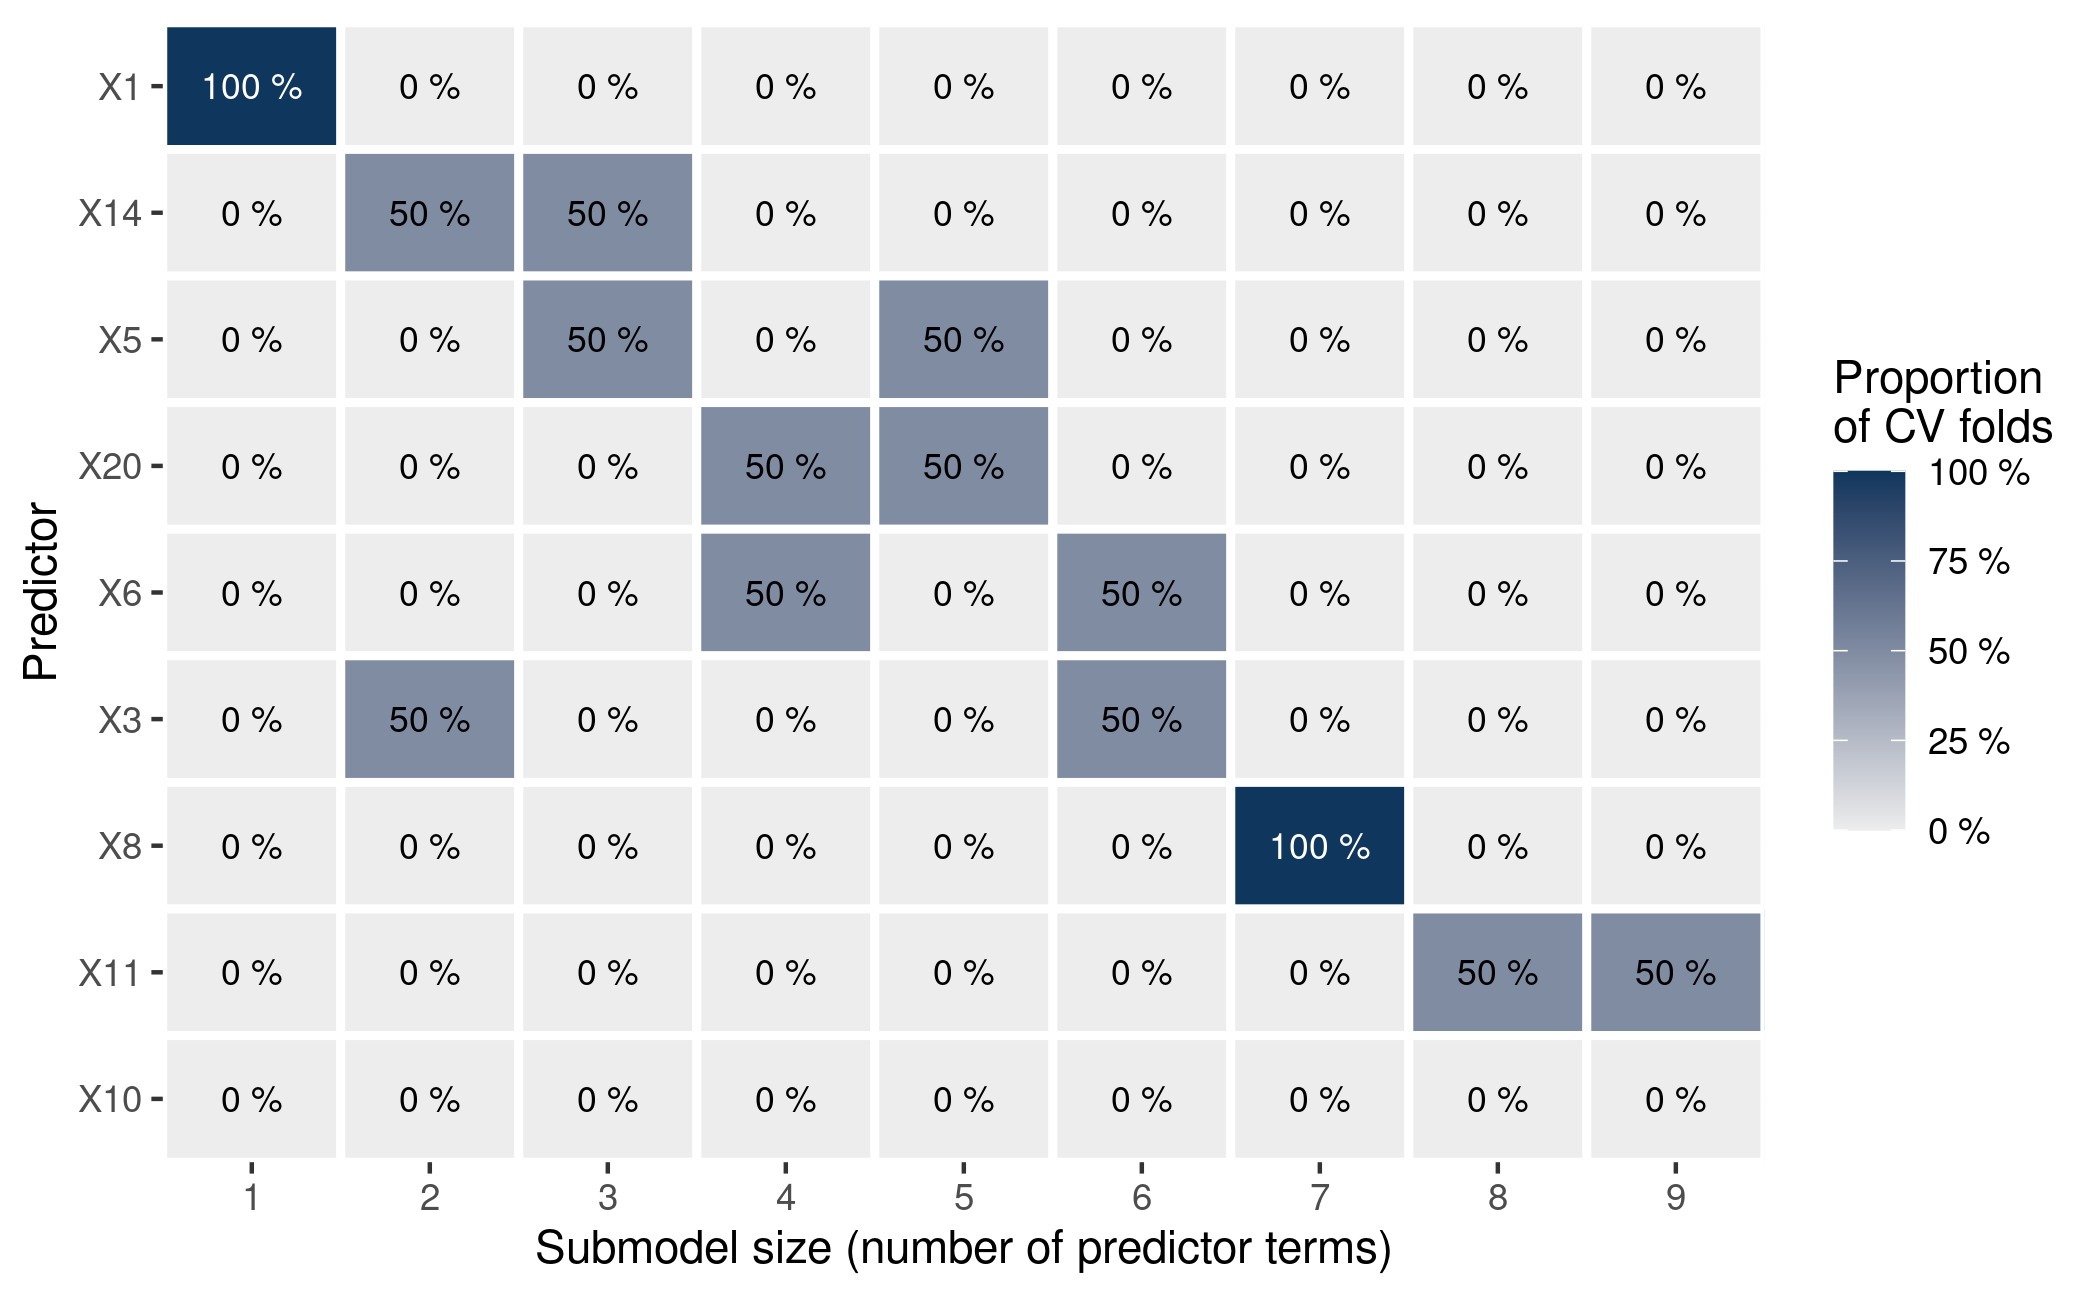 X1 100 % 0 % 0 % 0 % 0 % 0 % 0 % 0 % 0 %
X14 0 % 50 % 50 % 0 % 0 % 0 % 0 % 0 % 0 %
X5 0 % 0 % 50 % 0 % 50 % 0 % 0 % 0 % 0 %
X20 0 % 0 % 0 % 50 % 50 % 0 % 0 % 0 % 0 %
X6 0 % 0 % 0 % 50 % 0 % 50 % 0 % 0 % 0 %
X3 0 % 50 % 0 % 0 % 0 % 50 % 0 % 0 % 0 %
X8 0 % 0 % 0 % 0 % 0 % 0 % 100 % 0 % 0 %
X11 0 % 0 % 0 % 0 % 0 % 0 % 0 % 50 % 50 %
X10 0 % 0 % 0 % 0 % 0 % 0 % 0 % 0 % 0 %
1 2 3 4 5 6 7 8 9
Submodel size (number of predictor terms)
Predictor
Proportion
of CV folds
100 %
75 %
50 %
25 %
0 %